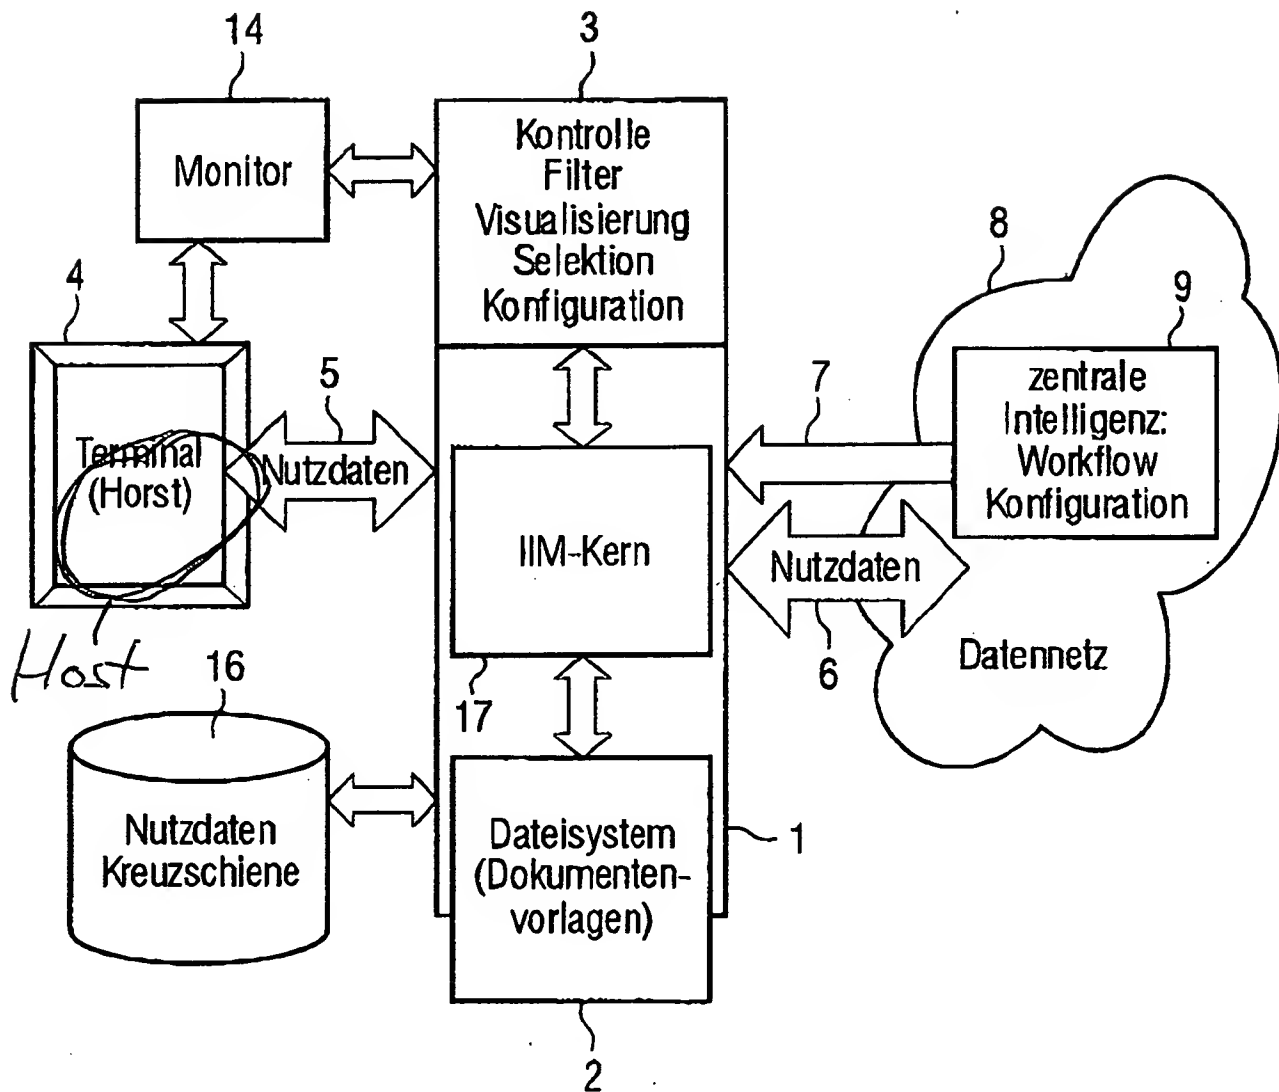 14
3
Monitor
Kontrolle
Filter
Visualisierung
Selektion
Konfiguration
8
4
9
zentrale
Intelligenz:
Workflow
Konfiguration
5
7
Terminal
(Horst)
Nutzdaten
IIM-Kern
Nutzdaten
6
Datennetz
Host
16
17
Nutzdaten
Kreuzschiene
Dateisystem
(Dokumenten-
vorlagen)
1
2